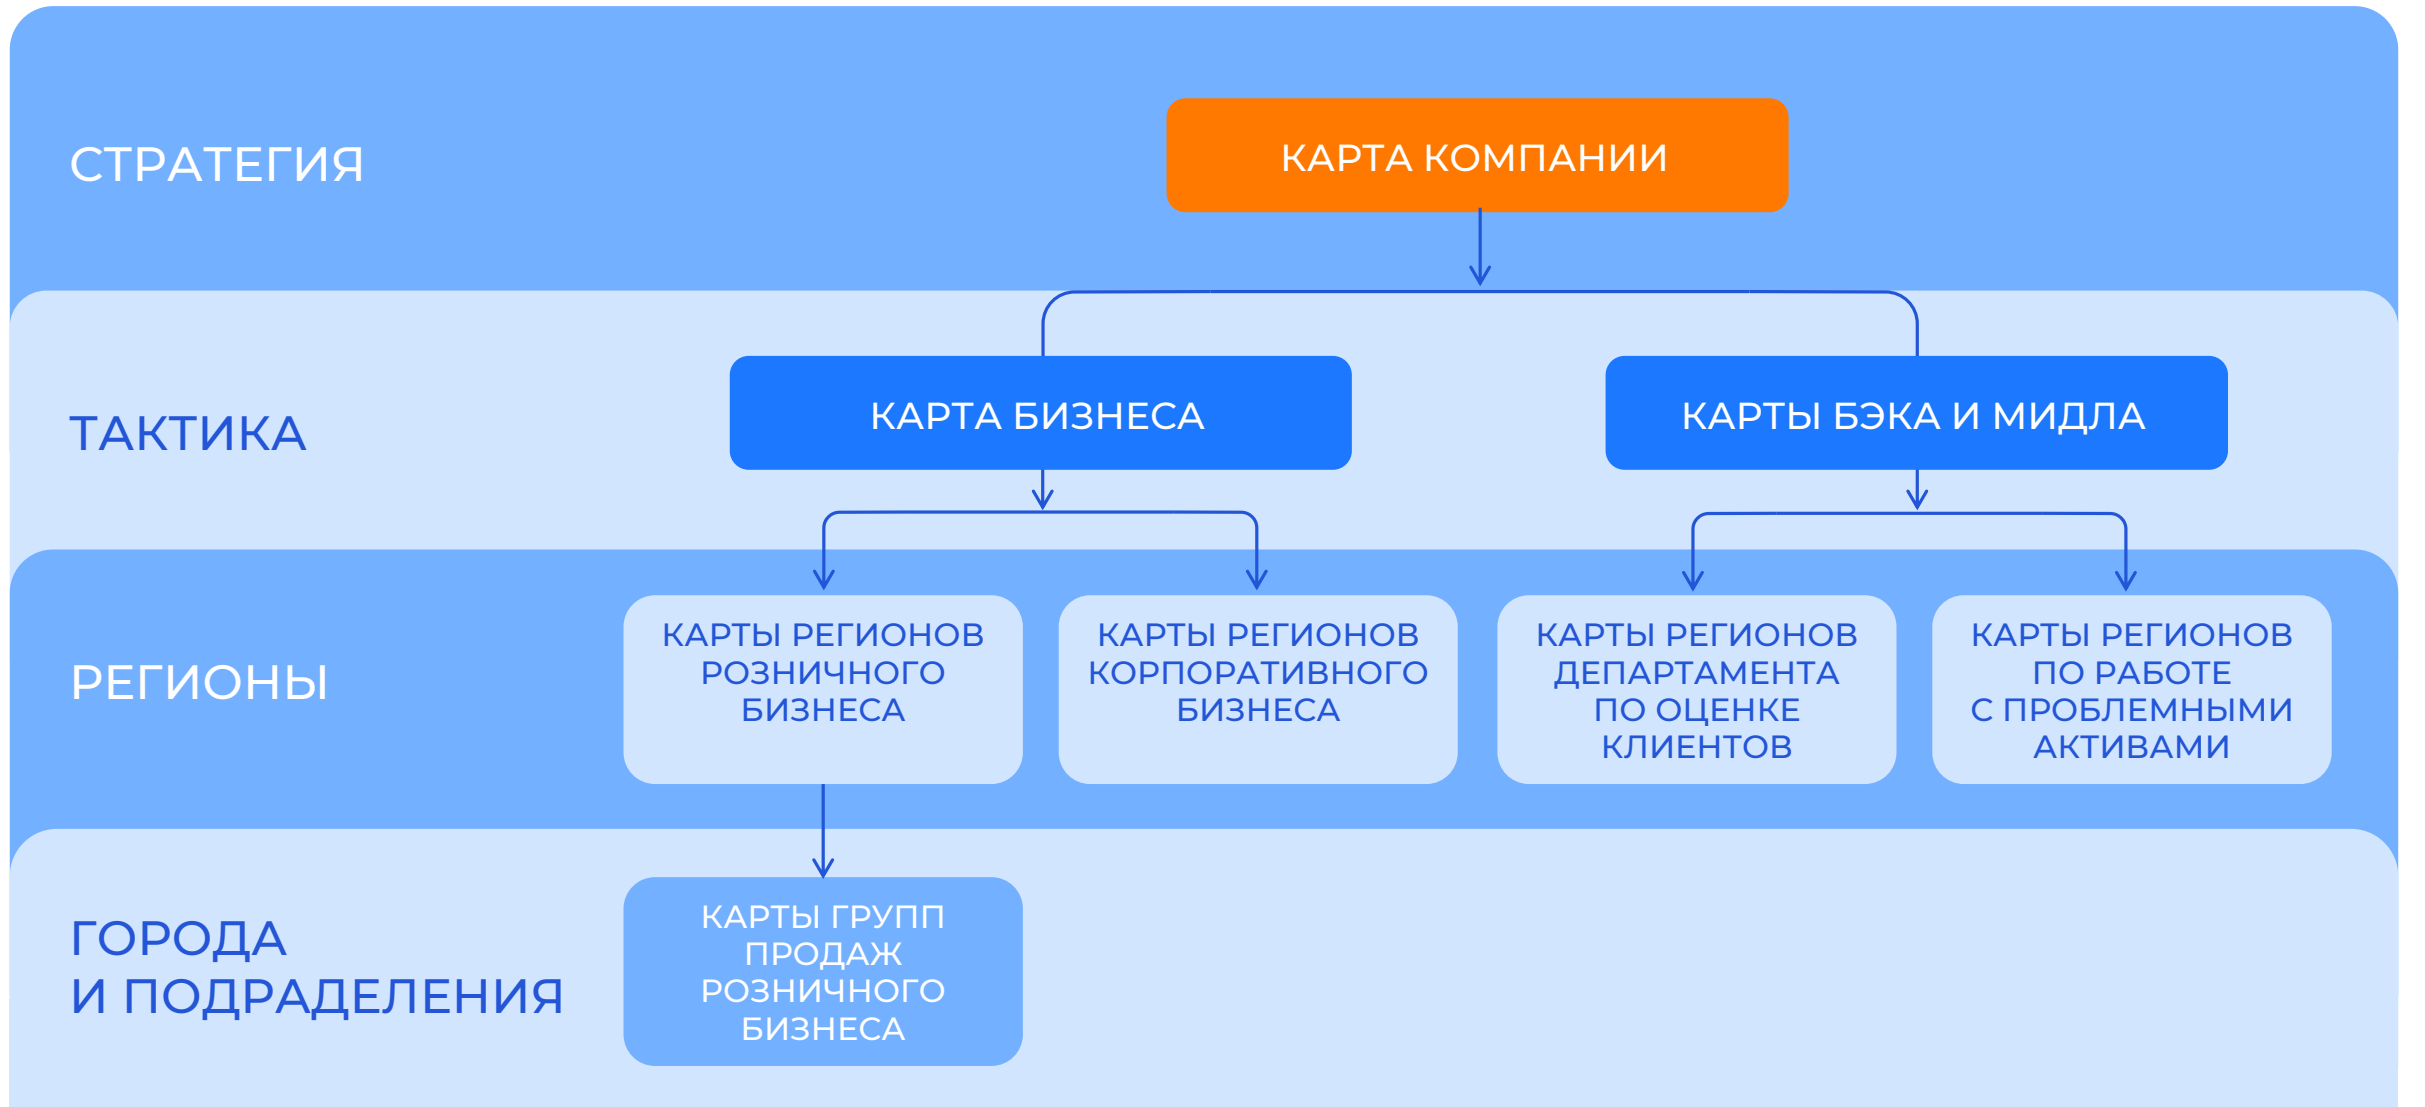 СТРАТЕГИЯ
КАРТА КОМПАНИИ
ТАКТИКА
КАРТА БИЗНЕСА
КАРТЫ БЭКА И МИДЛА
РЕГИОНЫ
КАРТЫ РЕГИОНОВ
РОЗНИЧНОГО
БИЗНЕСА
КАРТЫ РЕГИОНОВ
КОРПОРАТИВНОГО
БИЗНЕСА
КАРТЫ РЕГИОНОВ
ДЕПАРТАМЕНТА
ПО ОЦЕНКЕ
КЛИЕНТОВ
КАРТЫ РЕГИОНОВ
ПО РАБОТЕ
С ПРОБЛЕМНЫМИ
АКТИВАМИ
ГОРОДА
И ПОДРАДЕЛЕНИЯ
КАРТЫ ГРУПП
ПРОДАЖ
РОЗНИЧНОГО
БИЗНЕСА